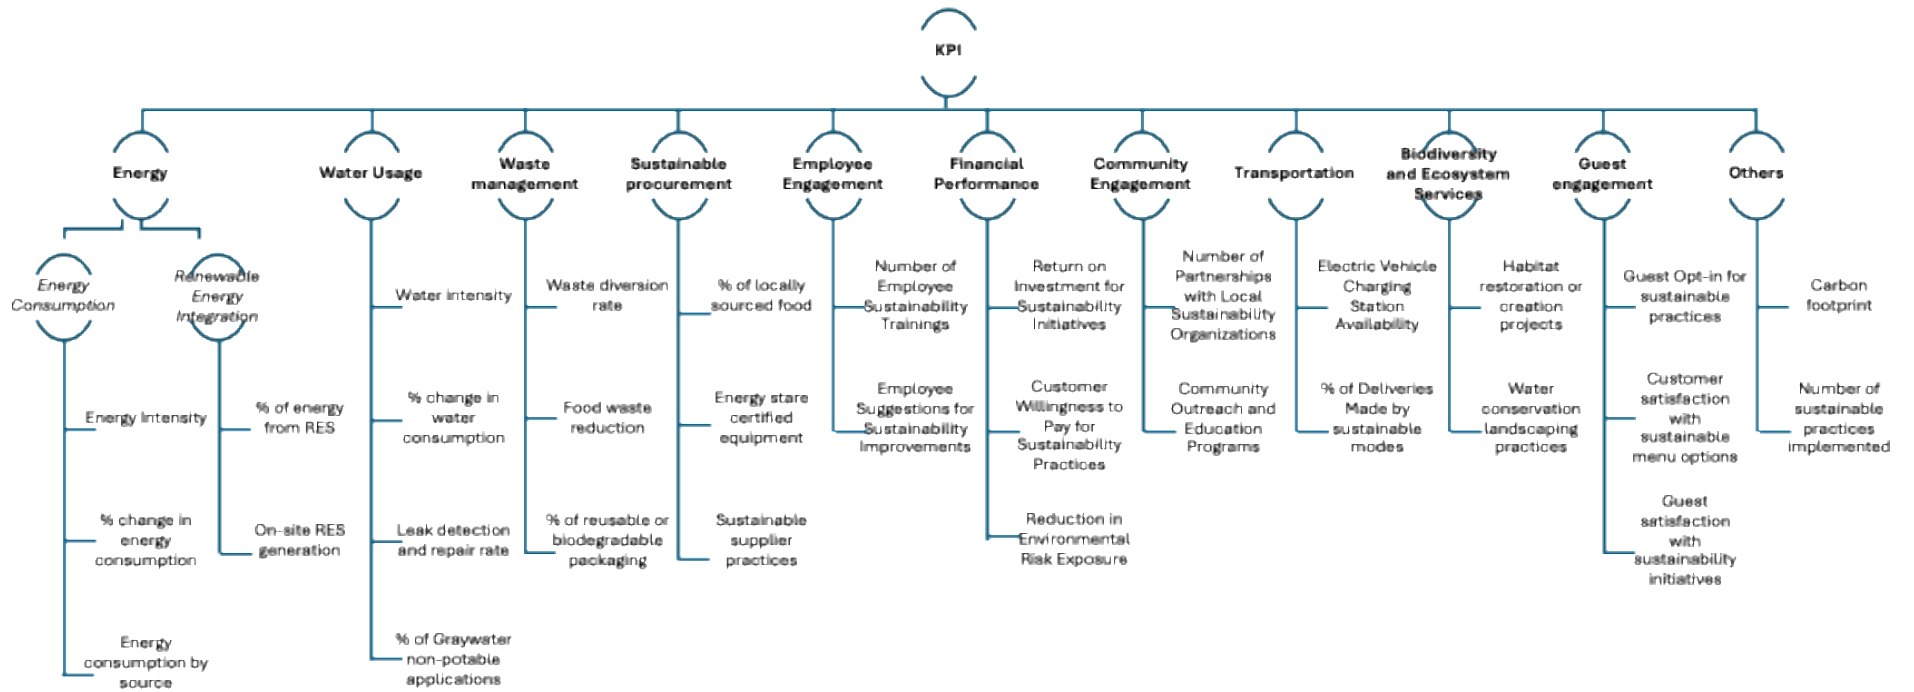 KPI
Energy
Energy
Consumption
Energy Intensity
% change in
energy
consumption
Energy
consumption by
source
Renewable
Energy
Integration
% of energy
from RES
On-site RES
generation
Water Usage
Water intensity
% change in
water
consumption
Leak detection
and repair rate
% of Graywater
non-potable
applications
Waste
management
Waste diversion
rate
Food waste
reduction
% of reusable or
biodegradable
packaging
Sustainable
procurement
% of locally
sourced food
Energy stare
certified
equipment
Sustainable
supplier
practices
Employee
Engagement
Number of
Employee
Sustainability
Trainings
Employee
Suggestions for
Sustainability
Improvements
Financial
Performance
Return on
Investment for
Sustainability
Initiatives
Customer
Willingness to
Pay for
Sustainability
Practices
Reduction in
Environmental
Risk Exposure
Community
Engagement
Number of
Partnerships
with Local
Sustainability
Organizations
Community
Outreach and
Education
Programs
Transportation
Electric Vehicle
Charging
Station
Availability
% of Deliveries
Made by
sustainable
modes
Biodiversity
and Ecosystem
Services
Habitat
restoration or
creation
projects
Water
conservation
landscaping
practices
Guest
engagement
Guest Opt-in for
sustainable
practices
Customer
satisfaction
with
sustainable
menu options
Guest
satisfaction
with
sustainability
initiatives
Others
Carbon
footprint
Number of
sustainable
practices
implemented